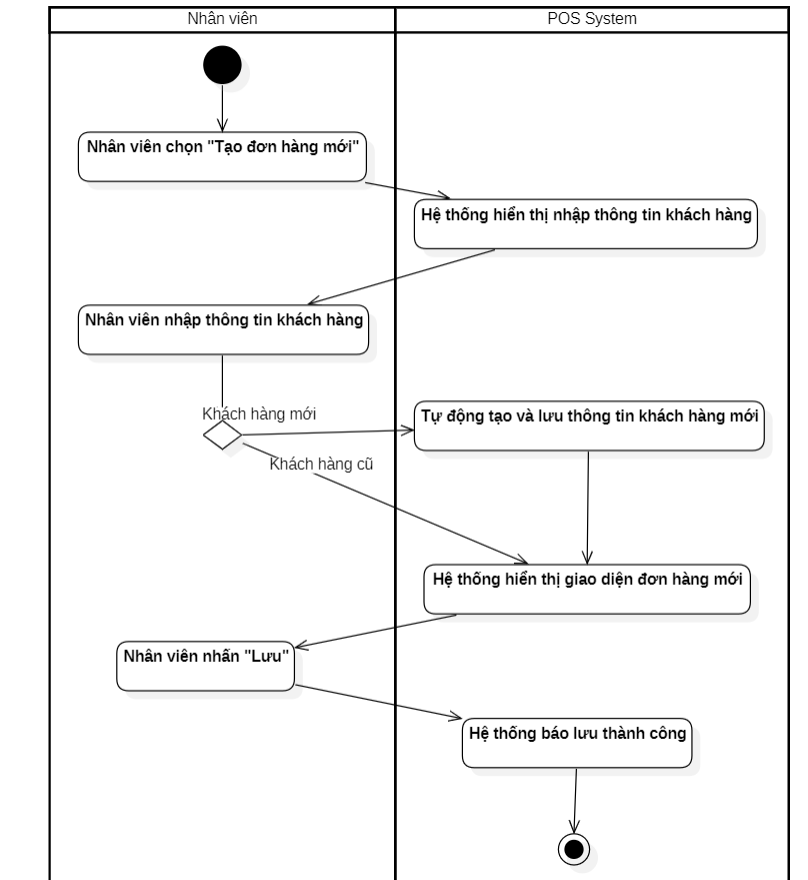 Nhân viên
POS System
Nhân viên chọn "Tạo đơn hàng mới"
Hệ thống hiển thị nhập thông tin khách hàng
Nhân viên nhập thông tin khách hàng
Khách hàng mới
Tự động tạo và lưu thông tin khách hàng mới
Khách hàng cũ
Hệ thống hiển thị giao diện đơn hàng mới
Nhân viên nhấn "Lưu"
Hệ thống báo lưu thành công